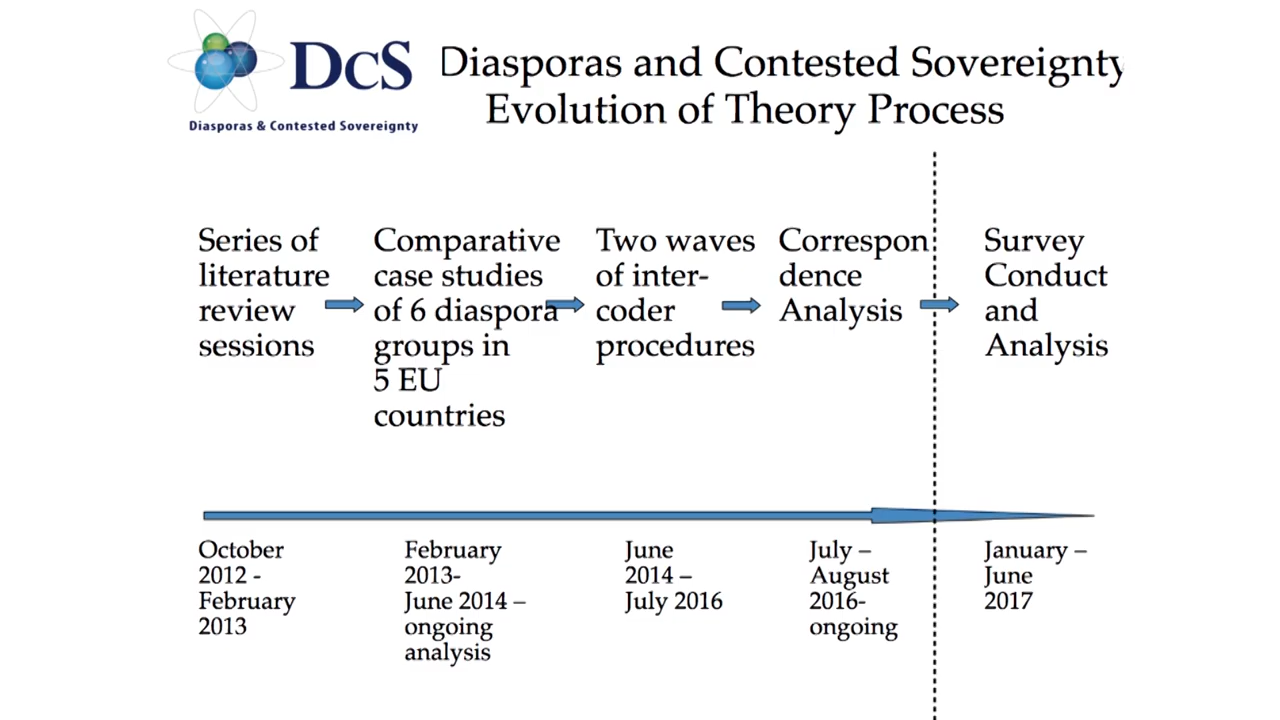 DcS
Diasporas & Contested Sovereignty
Diasporas and Contested Sovereignty
Evolution of Theory Process
Series of
literature
review
sessions
Comparative
case studies
of 6 diaspora
groups in
5 EU
countries
Two waves
of inter-
coder
procedures
Correspon
dence
Analysis
Survey
Conduct
and
Analysis
October
2012 -
February
2013
February
2013-
June 2014 –
ongoing
analysis
June
2014 –
July 2016
July –
August
2016-
ongoing
January –
June
2017